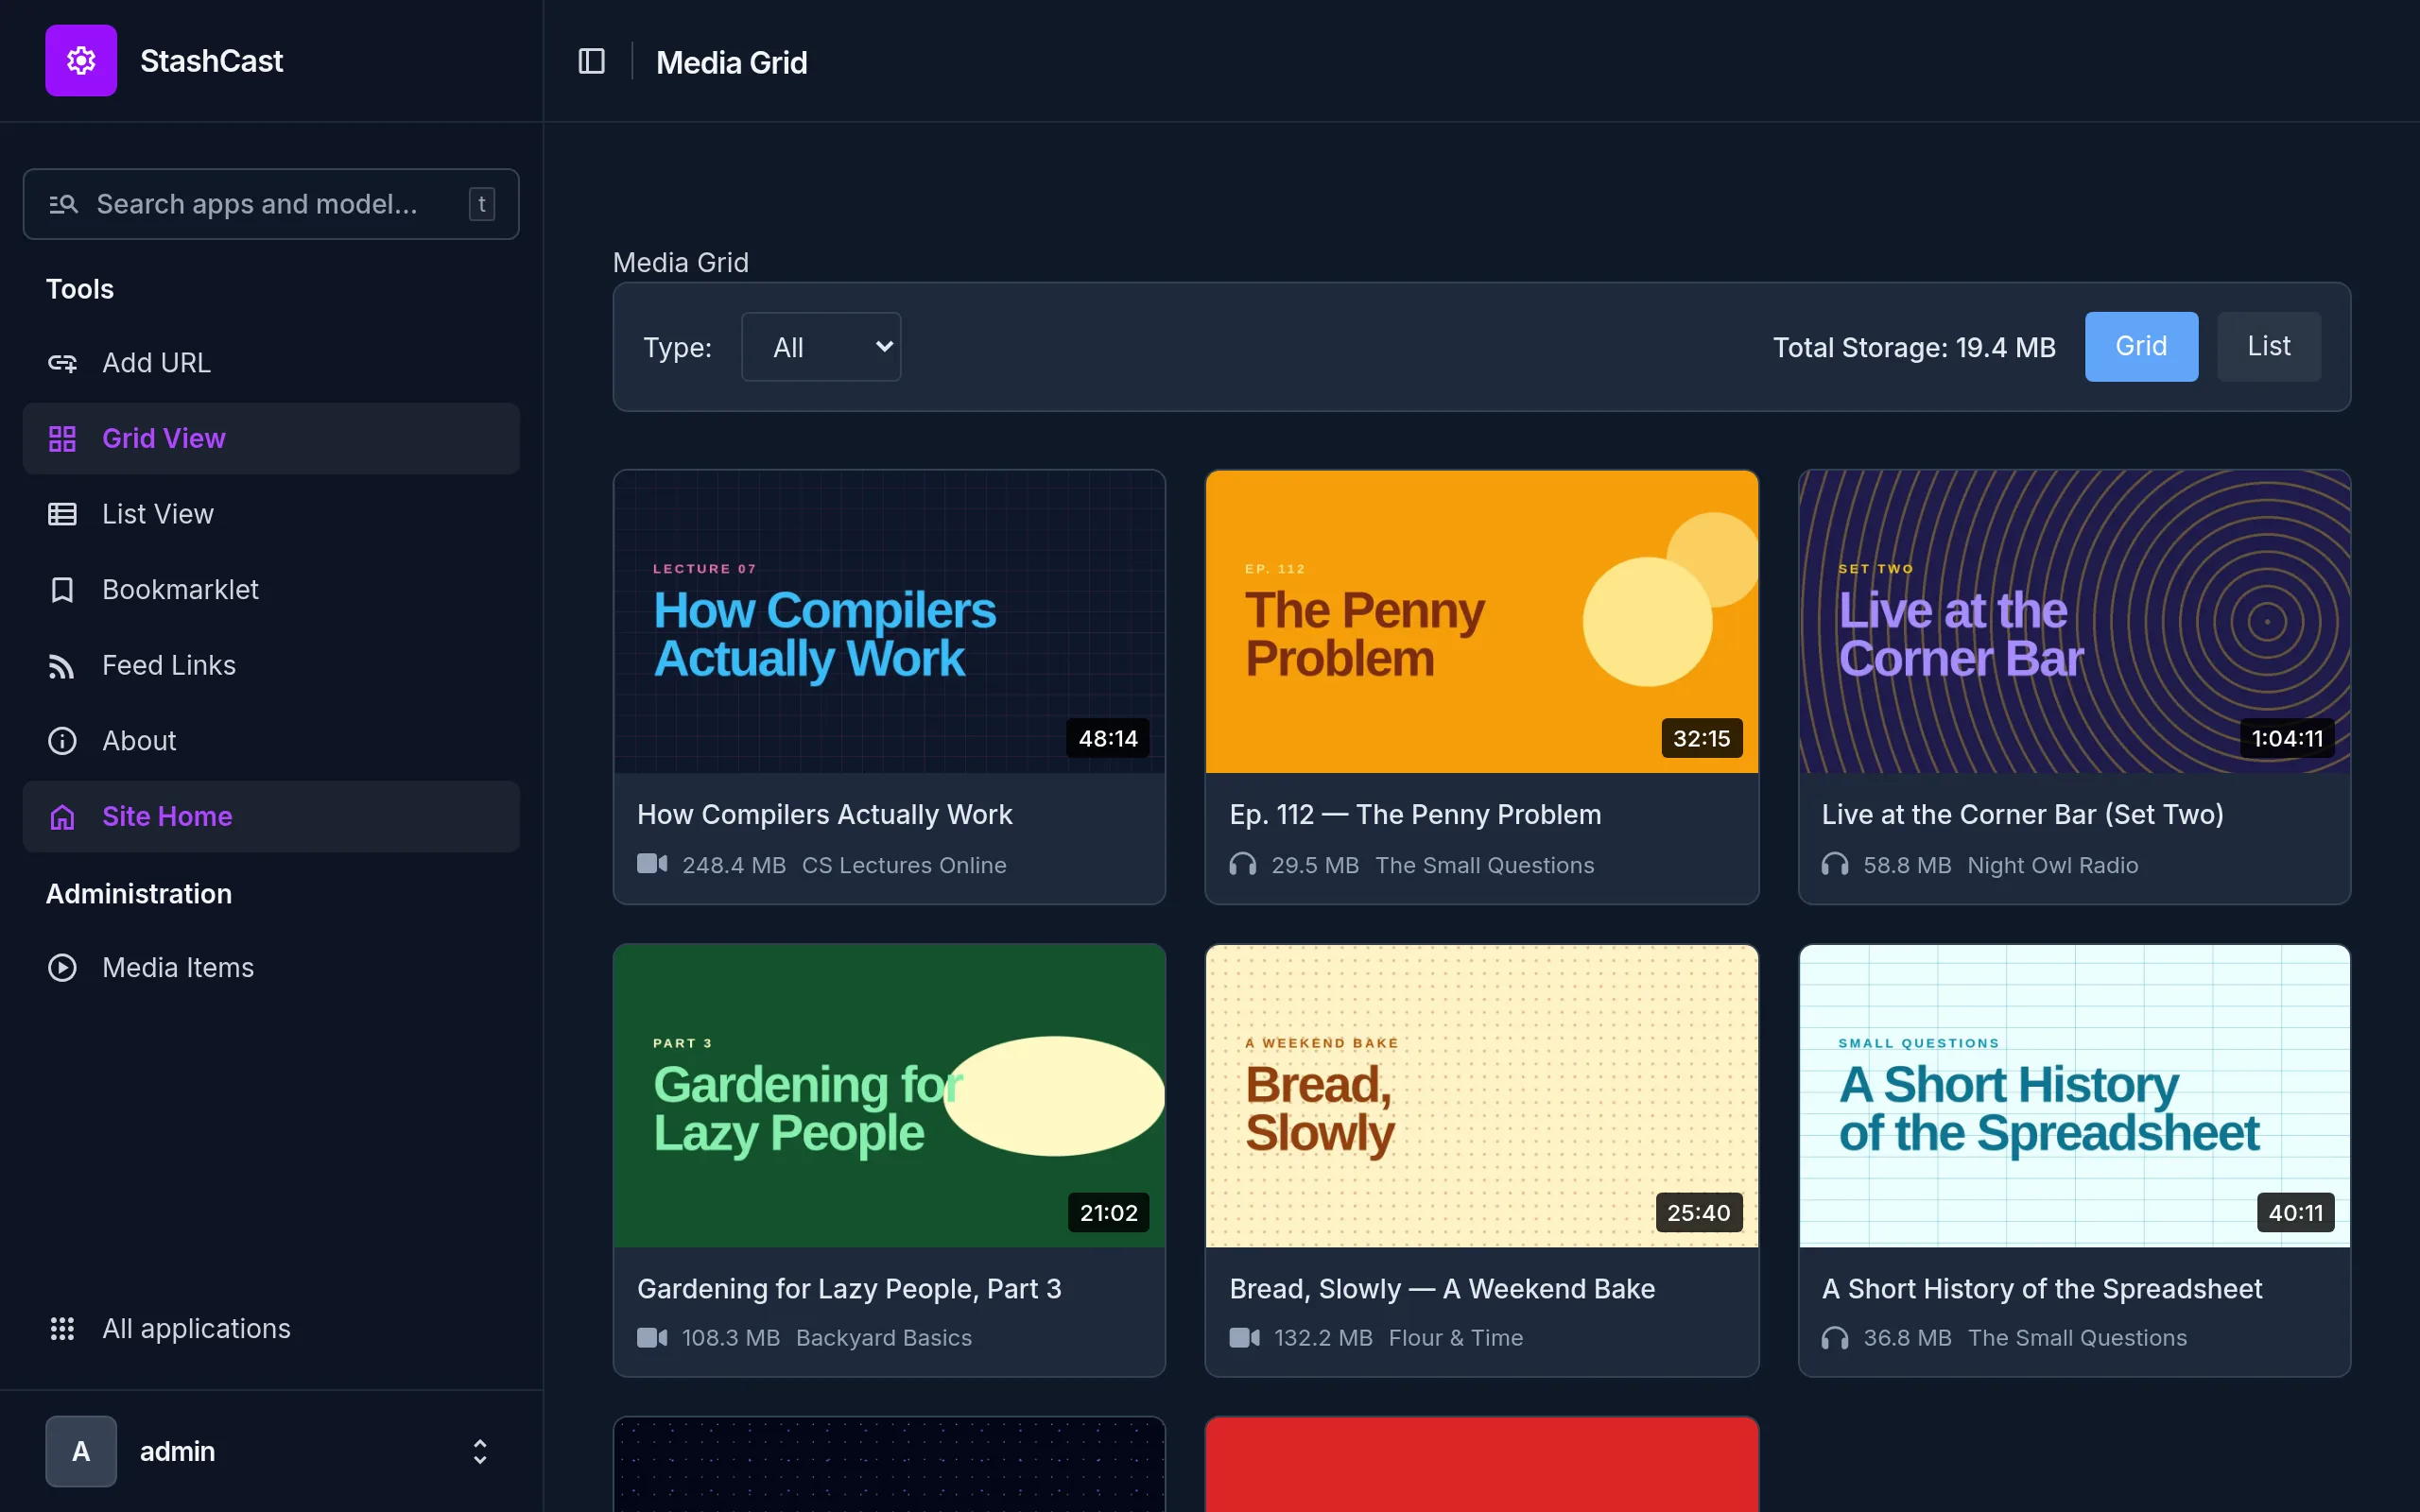 StashCast
Media Grid
Search apps and model...
t
Tools
Add URL
Grid View
List View
Bookmarklet
Feed Links
About
Site Home
Administration
Media Items
All applications
A
admin
Media Grid
Type:
All
Total Storage: 19.4 MB
Grid
List
LECTURE 07
How Compilers
Actually Work
48:14
How Compilers Actually Work
248.4 MB CS Lectures Online
EP. 112
The Penny
Problem
32:15
Ep. 112 — The Penny Problem
29.5 MB The Small Questions
SET TWO
Live at the
Corner Bar
1:04:11
Live at the Corner Bar (Set Two)
58.8 MB Night Owl Radio
PART 3
Gardening for
Lazy People
21:02
Gardening for Lazy People, Part 3
108.3 MB Backyard Basics
A WEEKEND BAKE
Bread,
Slowly
25:40
Bread, Slowly — A Weekend Bake
132.2 MB Flour & Time
SMALL QUESTIONS
A Short History
of the Spreadsheet
40:11
A Short History of the Spreadsheet
36.8 MB The Small Questions